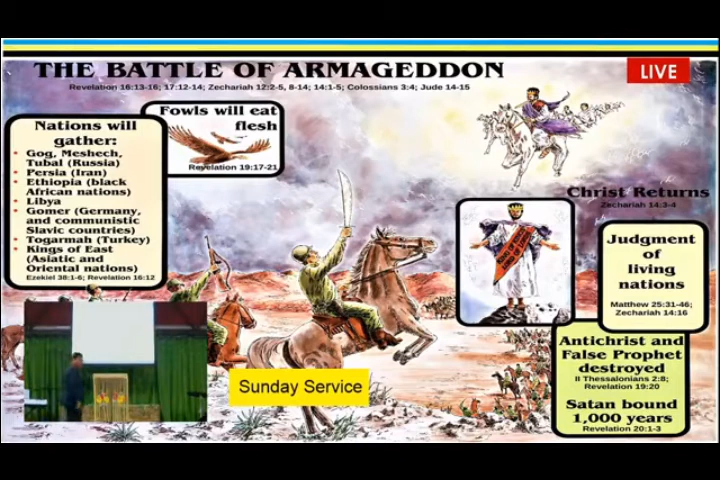 THE BATTLE OF ARMAGEDDON
LIVE
Revelation 16:13-16; 17:12-14; Zechariah 12:2-5, 8-14; 14:1-5; Colossians 3:4; Jude 14-15
Fowls will eat
flesh
Revelation 19:17-21
Nations will
gather:
• Gog, Meshech,
Tubal (Russia)
• Persia (Iran)
• Ethiopia (black
African nations)
• Libya
• Gomer (Germany,
and communistic
Slavic countries)
• Togarmah (Turkey)
• Kings of East
(Asiatic and
Oriental nations)
Ezekiel 38:1-6; Revelation 16:12
Christ Returns
Zechariah 14:3-4
Judgment
of
living
nations
Matthew 25:31-46;
Zechariah 14:16
Antichrist and
False Prophet
destroyed
II Thessalonians 2:8;
Revelation 19:20
Satan bound
1,000 years
Revelation 20:1-3
Sunday Service